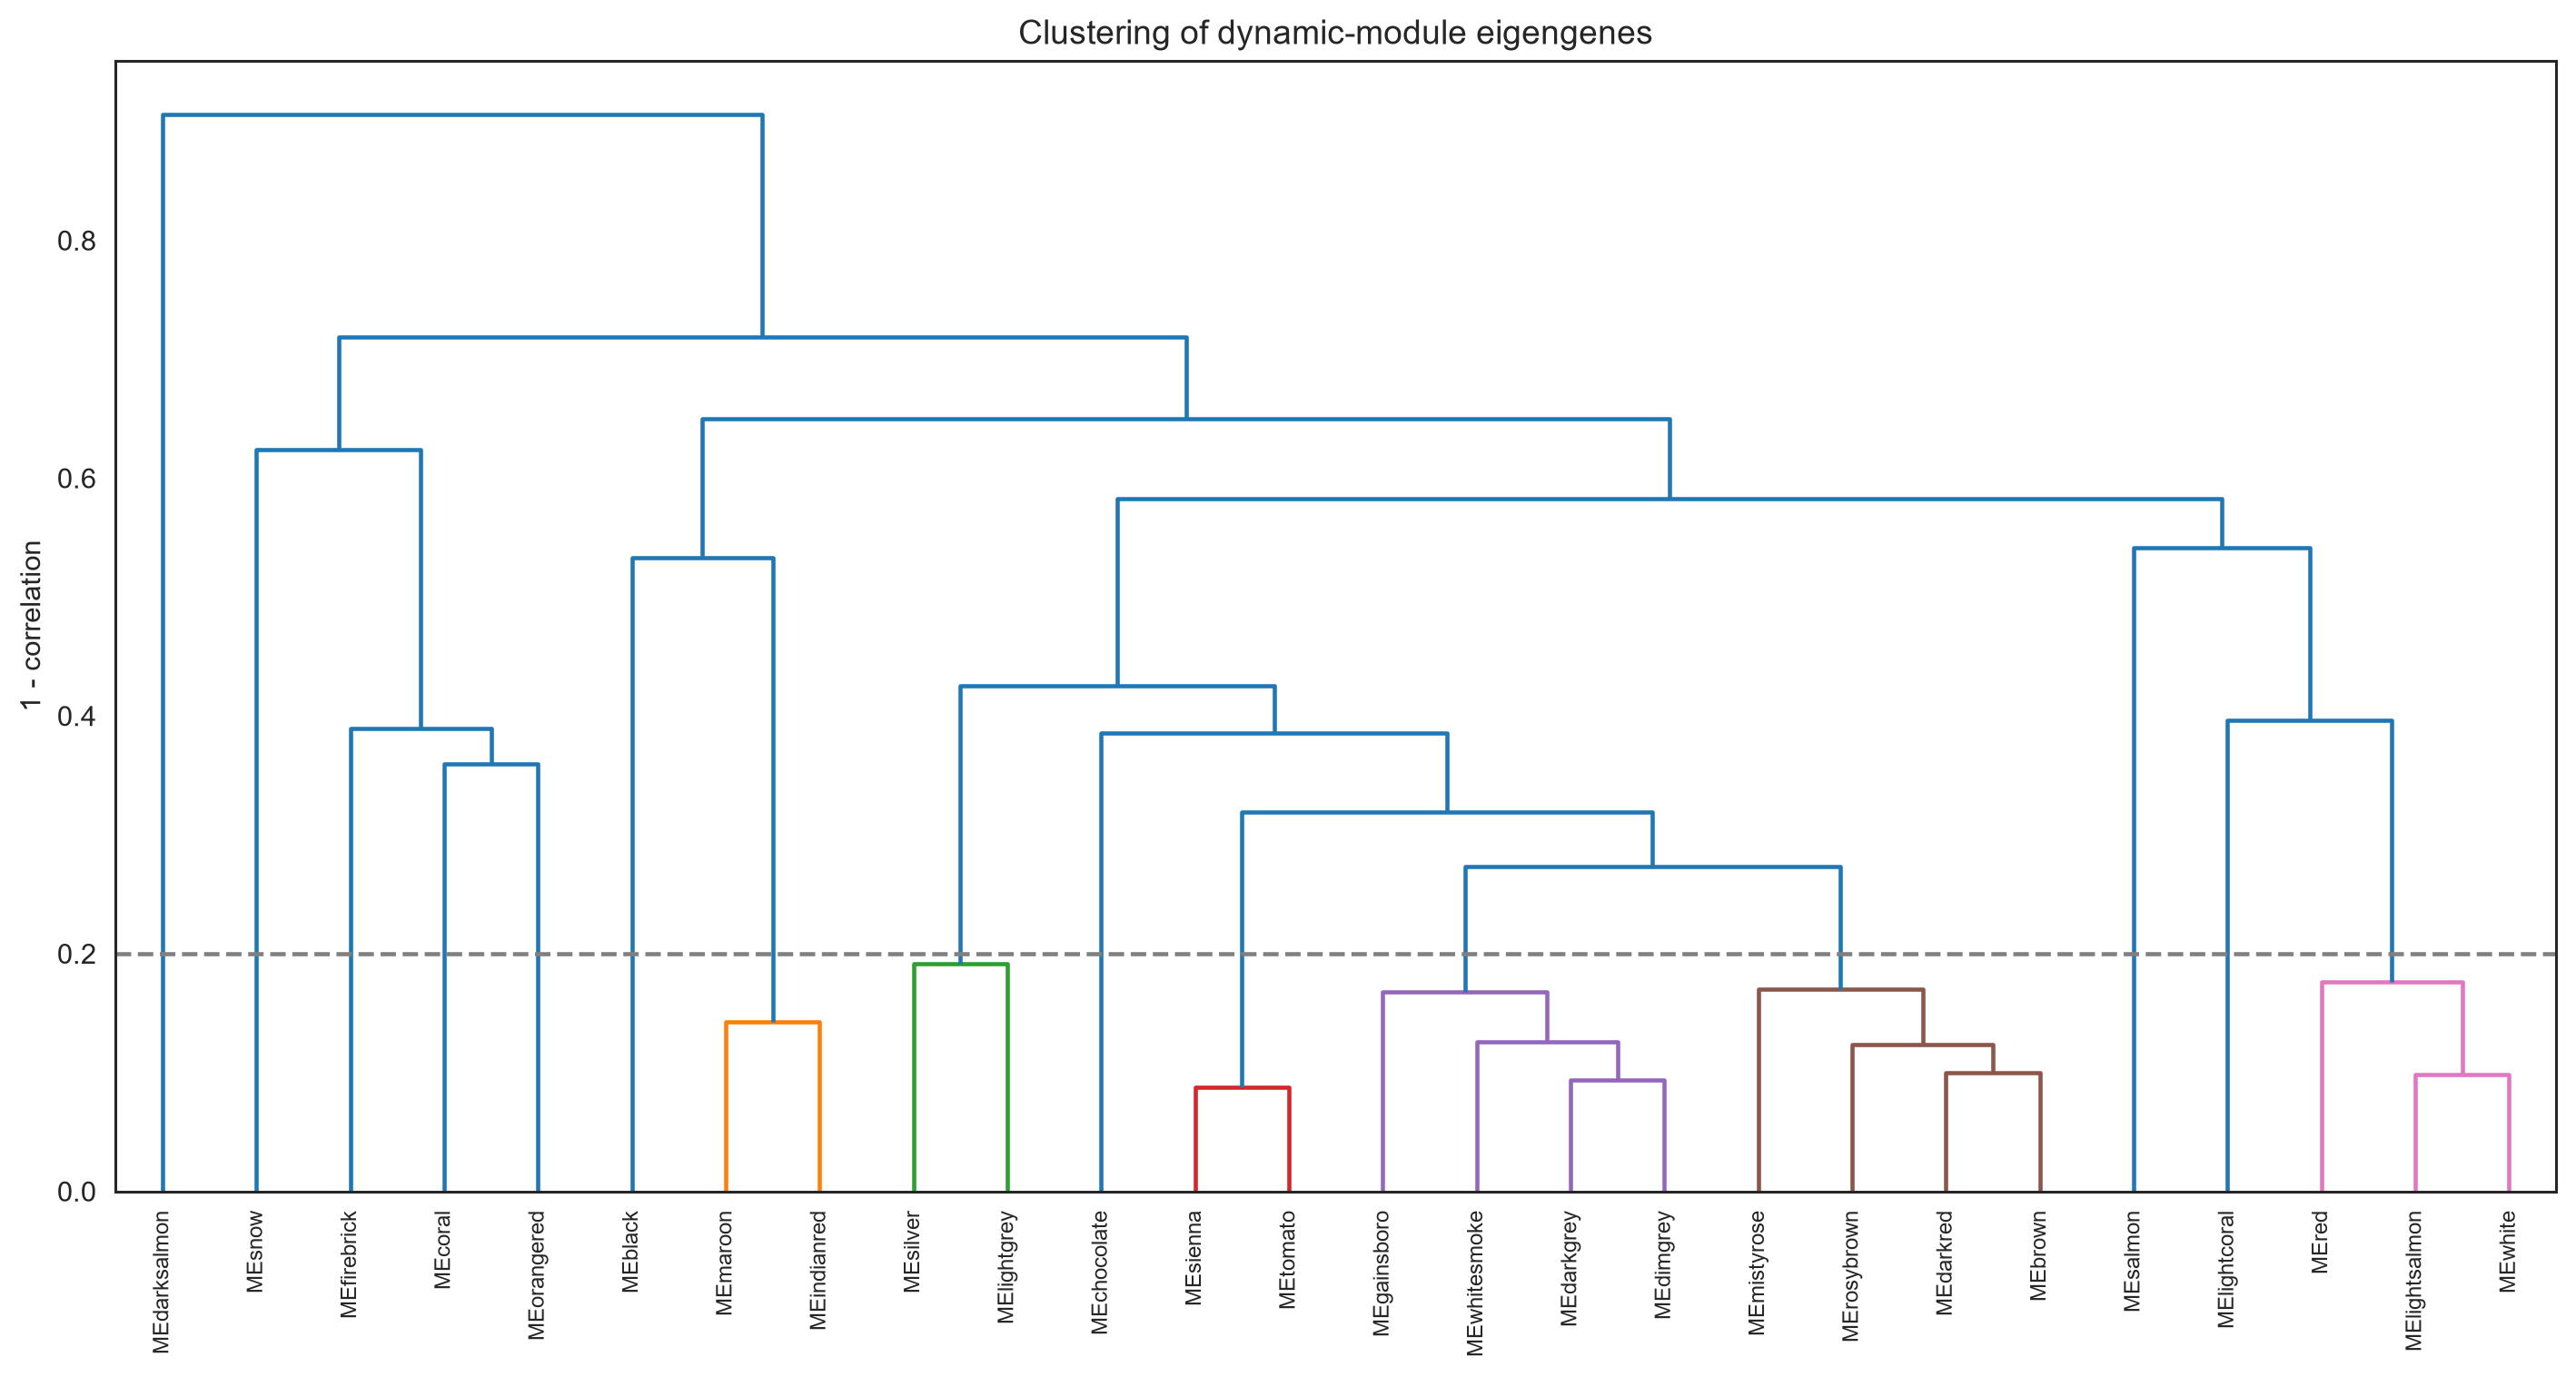 Clustering of dynamic-module eigengenes
1 - correlation
0.8
0.6
0.4
0.2
0.0
MEdarksalmon
MEsnow
MEfirebrick
MEcoral
MEorangered
MEblack
MEmaroon
MEindianred
MEsilver
MElightgrey
MEchocolate
MEsienna
MEtomato
MEgainsboro
MEwhitesmoke
MEdarkgrey
MEdimgrey
MEmistyrose
MErosybrown
MEdarkred
MEbrown
MEsalmon
MElightcoral
MEred
MElightsalmon
MEwhite